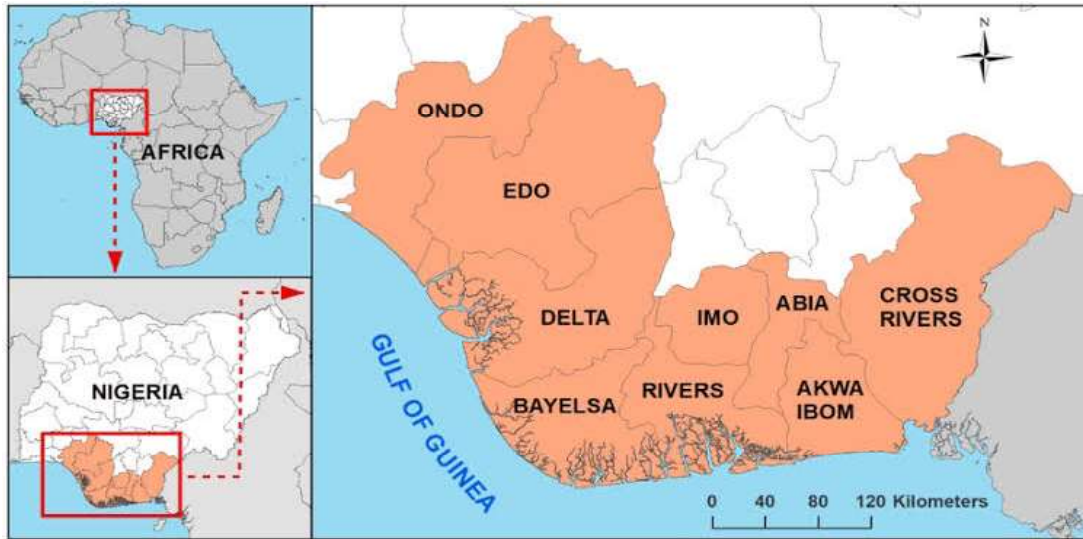 AFRICA
NIGERIA
N
ONDO
EDO
DELTA
IMO
ABIA
CROSS
RIVERS
BAYELSA
RIVERS
AKWA
IBOM
GULF OF GUINEA
0 40 80 120 Kilometers